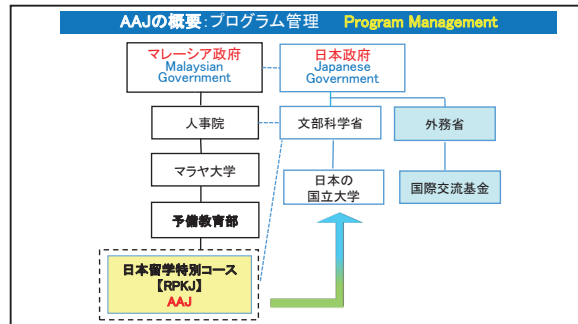 AAJの概要:プログラム管理 Program Management
マレーシア政府
Malaysian
Government
日本政府
Japanese
Government
人事院
文部科学省
外務省
マラヤ大学
日本の
国立大学
国際交流基金
予備教育部
日本留学特別コース
【RPKJ】
AAJ